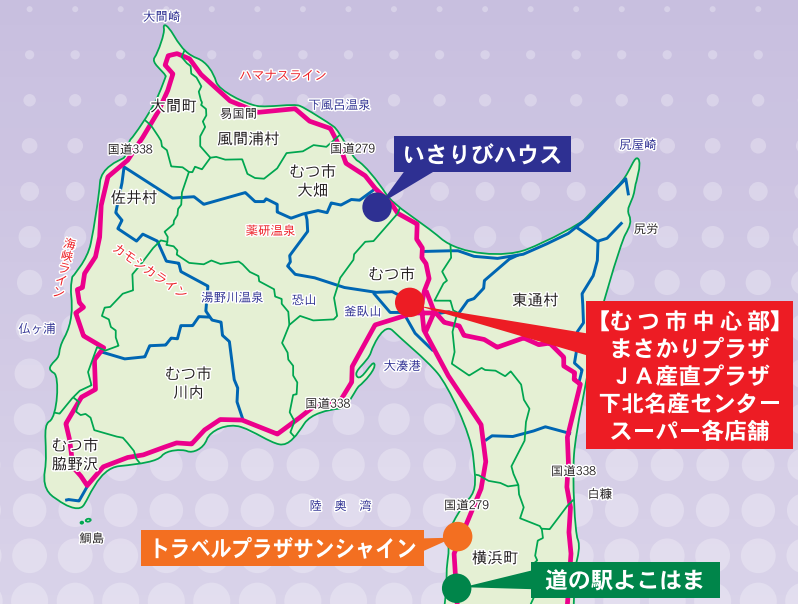 大間崎
ハマナスライン
大間町
易国間
下風呂温泉
風間浦村
国道338
国道279
いさりびハウス
尻屋崎
むつ市
大畑
佐井村
尻労
薬研温泉
海峡ライン
カモシカライン
むつ市
湯野川温泉
恐山
釜臥山
東通村
仏ヶ浦
【むつ市中心部】
まさかりプラザ
JA産直プラザ
下北名産センター
スーパー各店舗
大湊港
むつ市
川内
国道338
むつ市
脇野沢
国道338
白糠
陸奥湾
国道279
鯛島
トラベルプラザサンシャイン
横浜町
道の駅よこはま